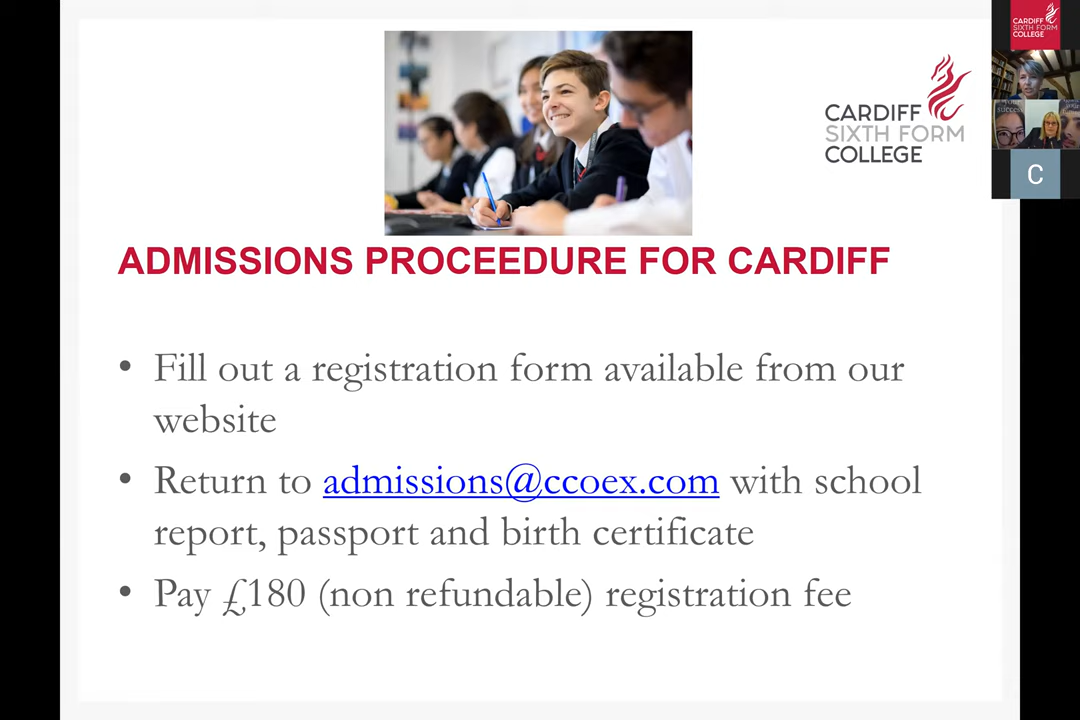 CARDIFF
SIXTH FORM
COLLEGE
CARDIFF
SIXTH FORM
COLLEGE
C
ADMISSIONS PROCEEDURE FOR CARDIFF
• Fill out a registration form available from our
website
• Return to admissions@ccoex.com with school
report, passport and birth certificate
• Pay £180 (non refundable) registration fee